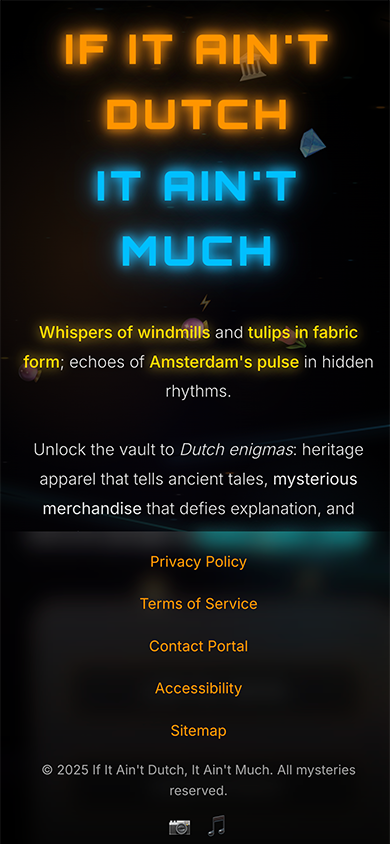 IF IT AIN'T
DUTCH
IT AIN'T
MUCH
Whispers of windmills and tulips in fabric
form; echoes of Amsterdam's pulse in hidden
rhythms.
Unlock the vault to Dutch enigmas: heritage
apparel that tells ancient tales, mysterious
merchandise that defies explanation, and
Privacy Policy
Terms of Service
Contact Portal
Accessibility
Sitemap
© 2025 If It Ain't Dutch, It Ain't Much. All mysteries
reserved.